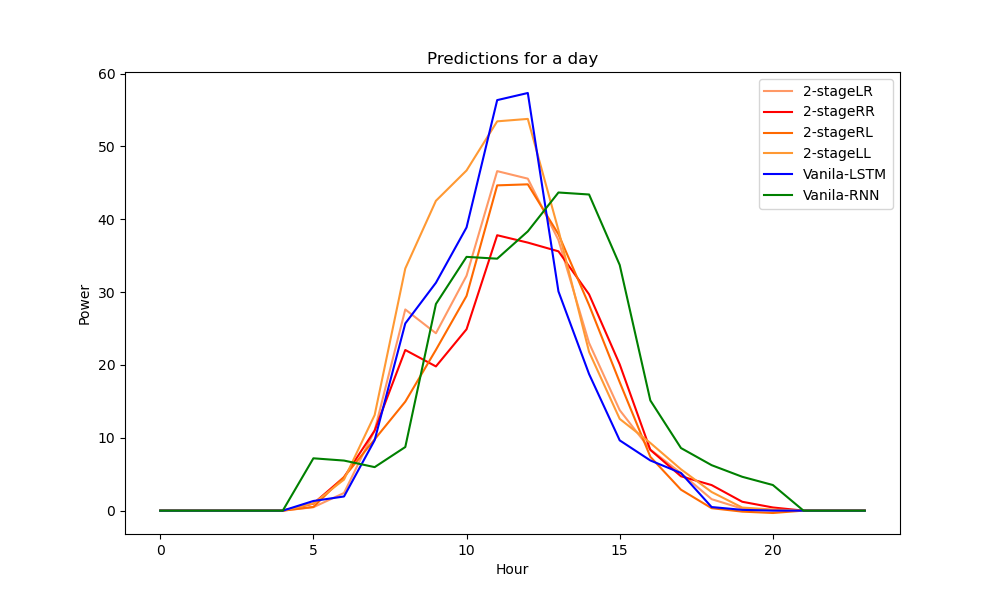 Predictions for a day
60
50
40
30
20
10
0
Power
0 5 10 15 20
Hour
2-stageLR
2-stageRR
2-stageRL
2-stageLL
Vanila-LSTM
Vanila-RNN